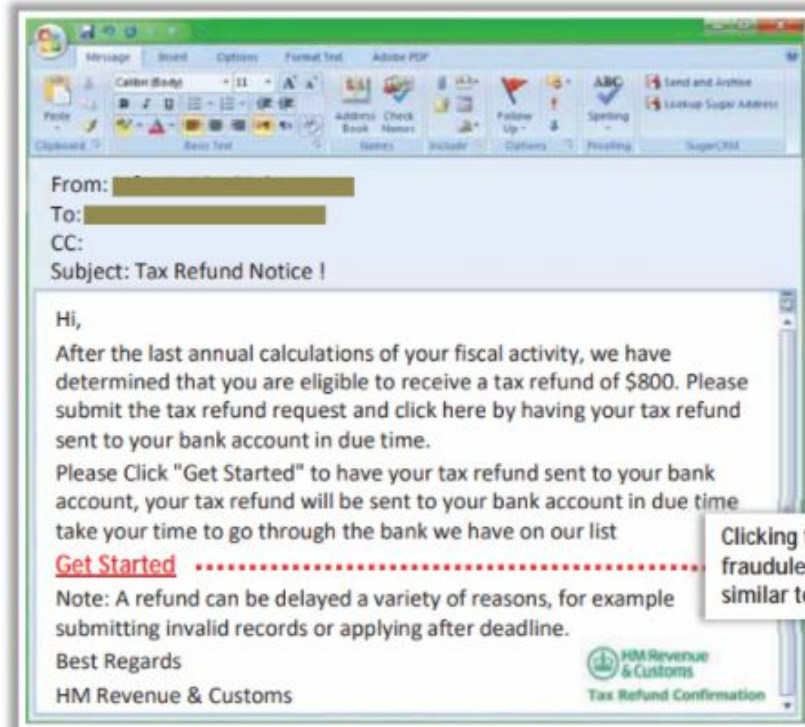 Message Insert Options Format Text Adobe PDF
Calibri (Body) 11
Paste
Address Book
Check Names
Follow Up
ABC
Spelling
Send and Archive
Lookup Sugar Address
Clipboard Basic Text Names Include Options Proofing SugarCRM
From:
To:
CC:
Subject: Tax Refund Notice !
Hi,
After the last annual calculations of your fiscal activity, we have
determined that you are eligible to receive a tax refund of $800. Please
submit the tax refund request and click here by having your tax refund
sent to your bank account in due time.
Please Click "Get Started" to have your tax refund sent to your bank
account, your tax refund will be sent to your bank account in due time
take your time to go through the bank we have on our list
Get Started
Clicking
fraudule
similar
Note: A refund can be delayed a variety of reasons, for example
submitting invalid records or applying after deadline.
Best Regards
HM Revenue & Customs
HM Revenue
& Customs
Tax Refund Confirmation